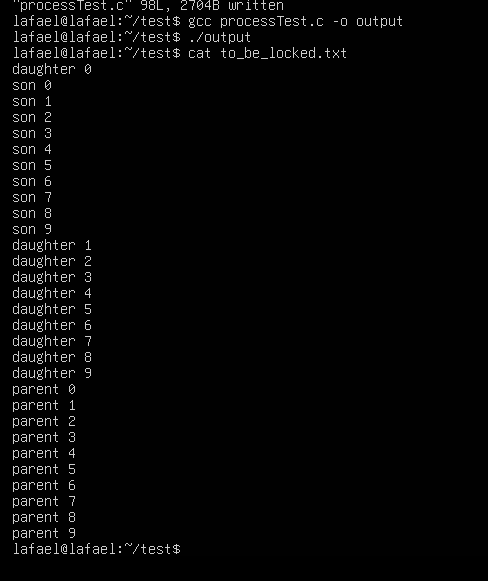 "processTest.c" 98L, 2704B written
lafael@lafael:~/test$ gcc processTest.c -o output
lafael@lafael:~/test$ ./output
lafael@lafael:~/test$ cat to_be_locked.txt
daughter 0
son 0
son 1
son 2
son 3
son 4
son 5
son 6
son 7
son 8
son 9
daughter 1
daughter 2
daughter 3
daughter 4
daughter 5
daughter 6
daughter 7
daughter 8
daughter 9
parent 0
parent 1
parent 2
parent 3
parent 4
parent 5
parent 6
parent 7
parent 8
parent 9
lafael@lafael:~/test$